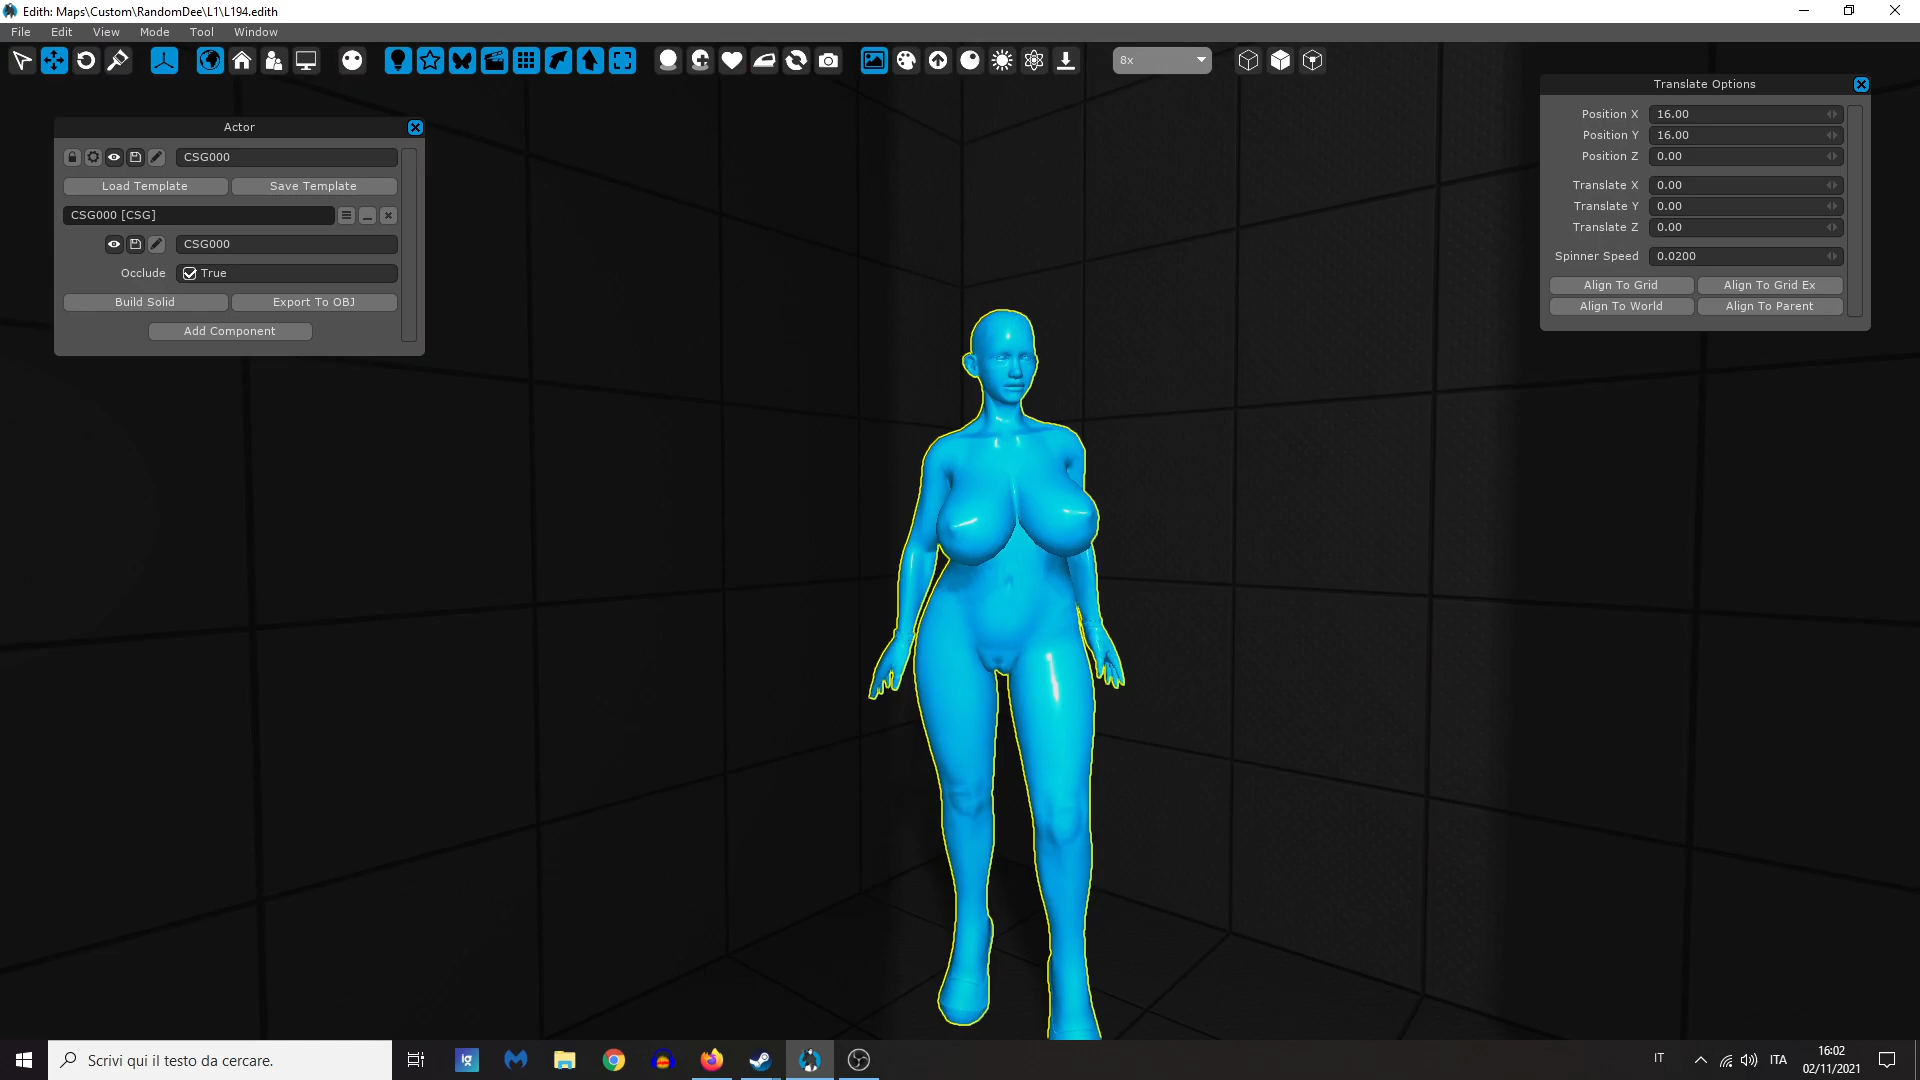 Edith: Maps\Custom\RandomDee\L1\L194.edith
File Edit View Mode Tool Window
8x
Actor
CSG000
Load Template Save Template
CSG000 [CSG]
CSG000
Occlude True
Build Solid Export To OBJ
Add Component
Translate Options
Position X 16.00
Position Y 16.00
Position Z 0.00
Translate X 0.00
Translate Y 0.00
Translate Z 0.00
Spinner Speed 0.0200
Align To Grid Align To Grid Ex
Align To World Align To Parent
Scrivi qui il testo da cercare.
ig
IT
ITA
16:02
02/11/2021